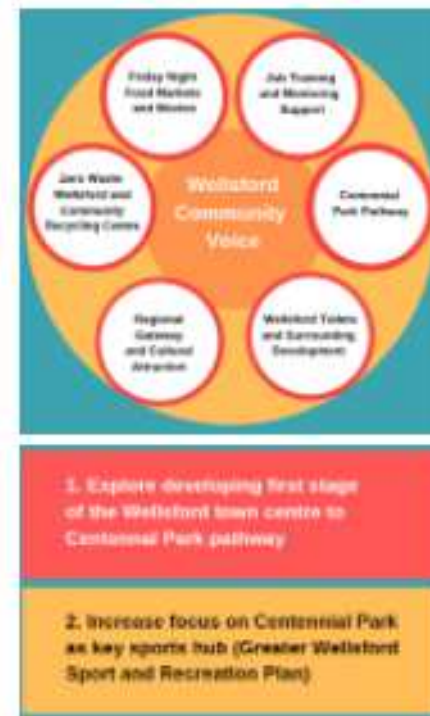 Friday Night
Food Markets
and Movies
Job Training
and Mentoring
Support
Zero Waste
Wellsford and
Community
Recycling Centre
Wellsford
Community
Voice
Centennial
Park Pathway
Regional
Gateway
and Cultural
Attraction
Wellsford Toilets
and Surrounding
Development
1. Explore developing first stage
of the Wellsford town centre to
Centennial Park pathway
2. Increase focus on Centennial Park
as key sports hub (Greater Wellsford
Sport and Recreation Plan)